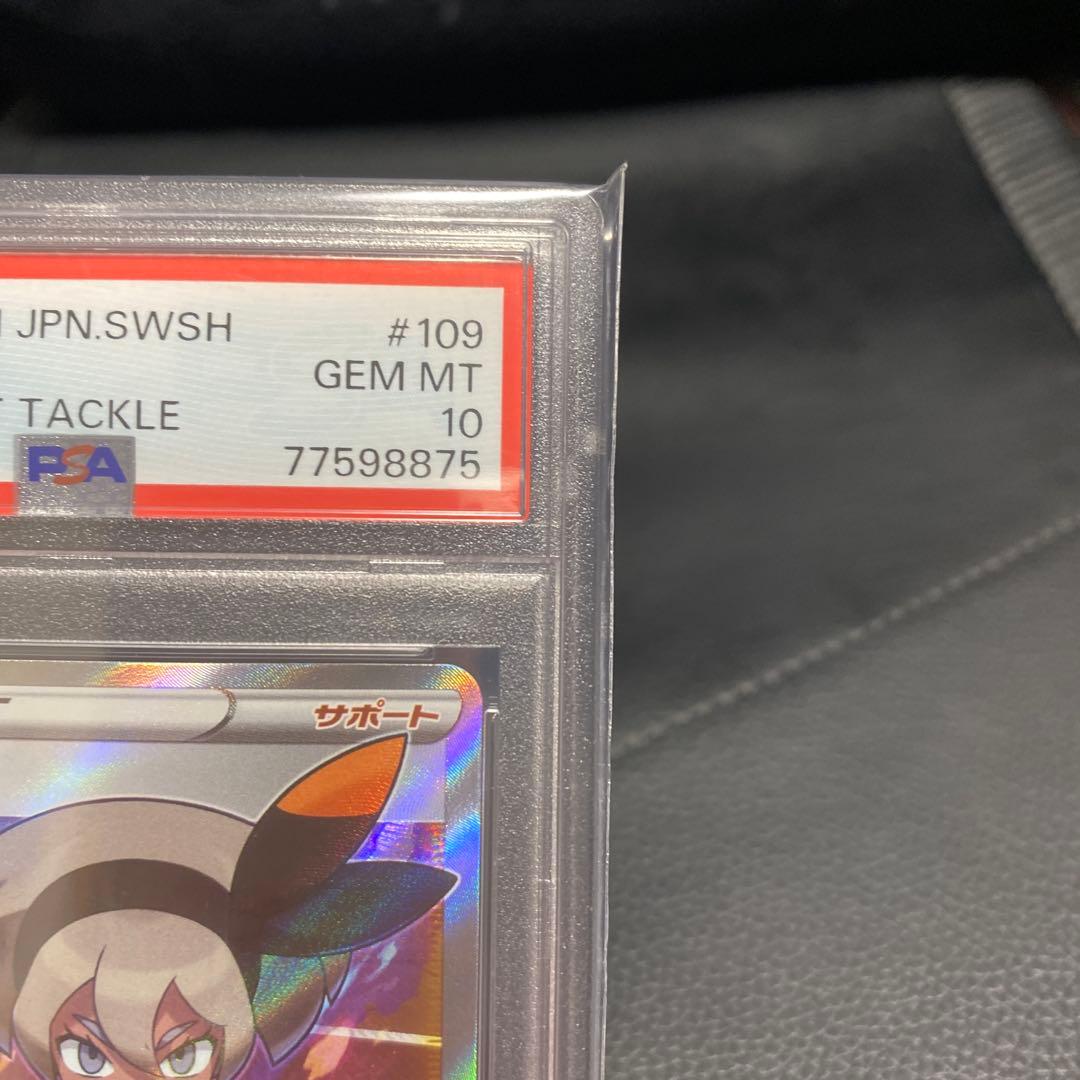 JPN.SWSH #109
GEM MT
TACKLE 10
PSA 77598875
サポート